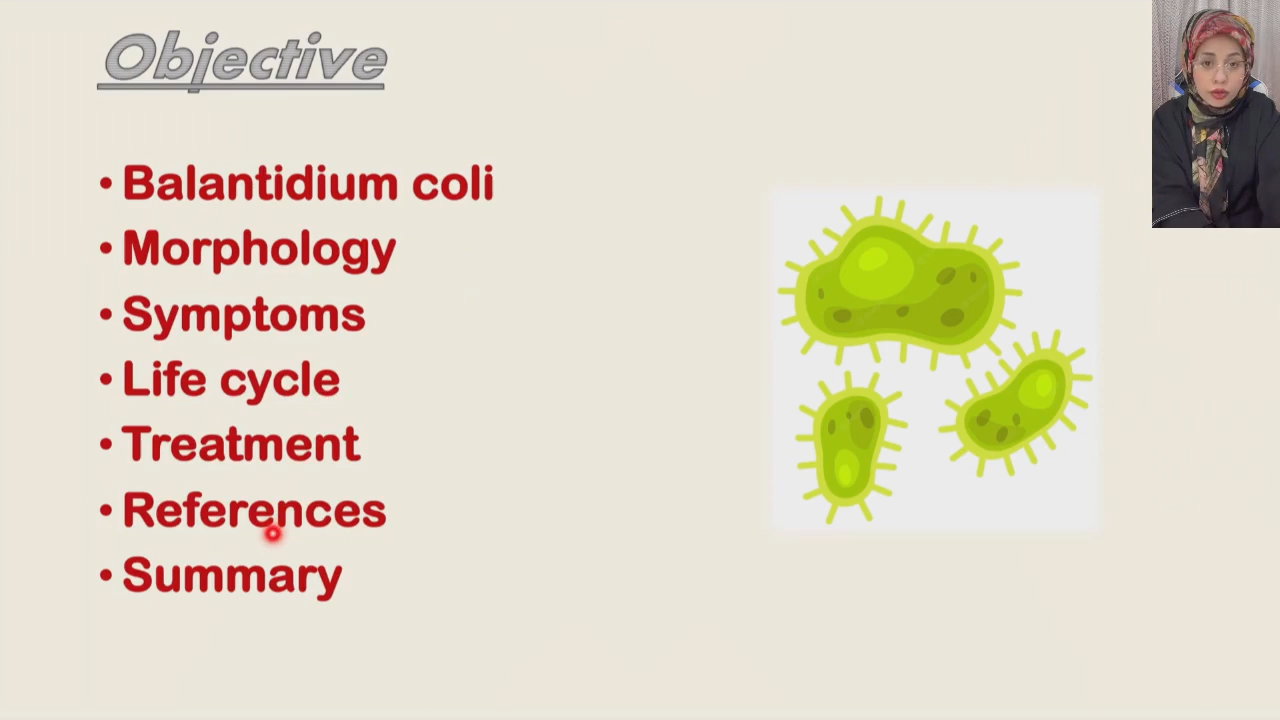 Objective
• Balantidium coli
• Morphology
• Symptoms
• Life cycle
• Treatment
• References
• Summary